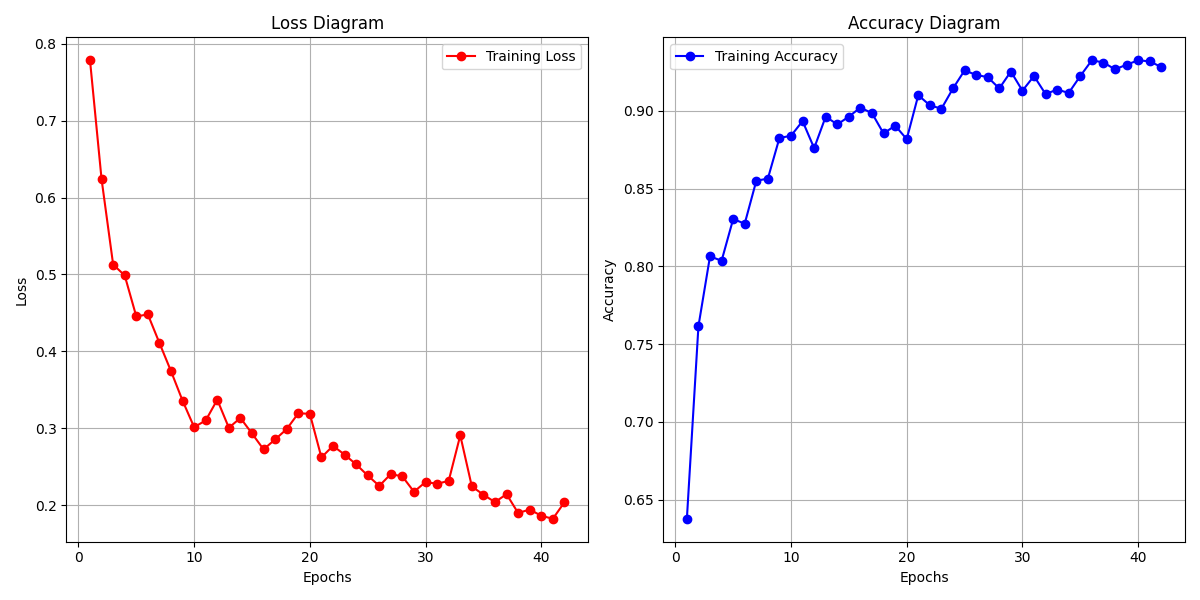 Loss Diagram
0.8
0.7
0.6
0.5
0.4
0.3
0.2
Loss
Training Loss
0 10 20 30 40
Epochs
Accuracy Diagram
0.90
0.85
0.80
0.75
0.70
0.65
Accuracy
Training Accuracy
0 10 20 30 40
Epochs